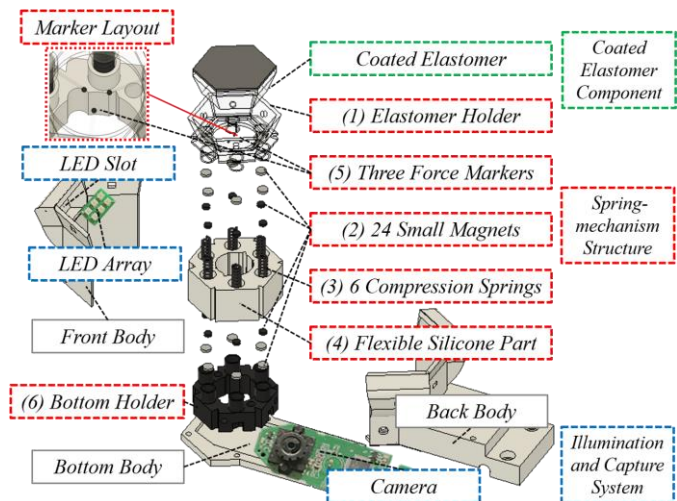 Marker Layout
Coated Elastomer
Coated
Elastomer
Component
(1) Elastomer Holder
LED Slot
(5) Three Force Markers
(2) 24 Small Magnets
Spring-
mechanism
Structure
LED Array
(3) 6 Compression Springs
Front Body
(4) Flexible Silicone Part
(6) Bottom Holder
Back Body
Bottom Body
Illumination
and Capture
System
Camera